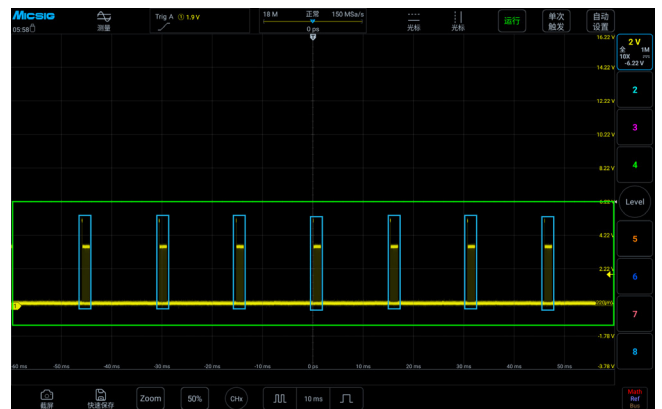 Micsig
05:58
测量
Trig A ① 1.9 V
18 M 正常 150 MSa/s
0 ps
T
光标
光标
运行
单次
触发
自动
设置
2 V
全 1M
10X
-6.22 V
2
3
4
Level
5
6
7
8
16.22 V
14.22 V
12.22 V
10.22 V
8.22 V
6.22 V
4.22 V
2.22 V
-1.78 V
-3.78 V
1
-50 ms
-40 ms
-30 ms
-20 ms
-10 ms
0 ps
10 ms
20 ms
30 ms
40 ms
50 ms
截屏
快速保存
Zoom
50%
CHx
10 ms
Math
Ref
Bus